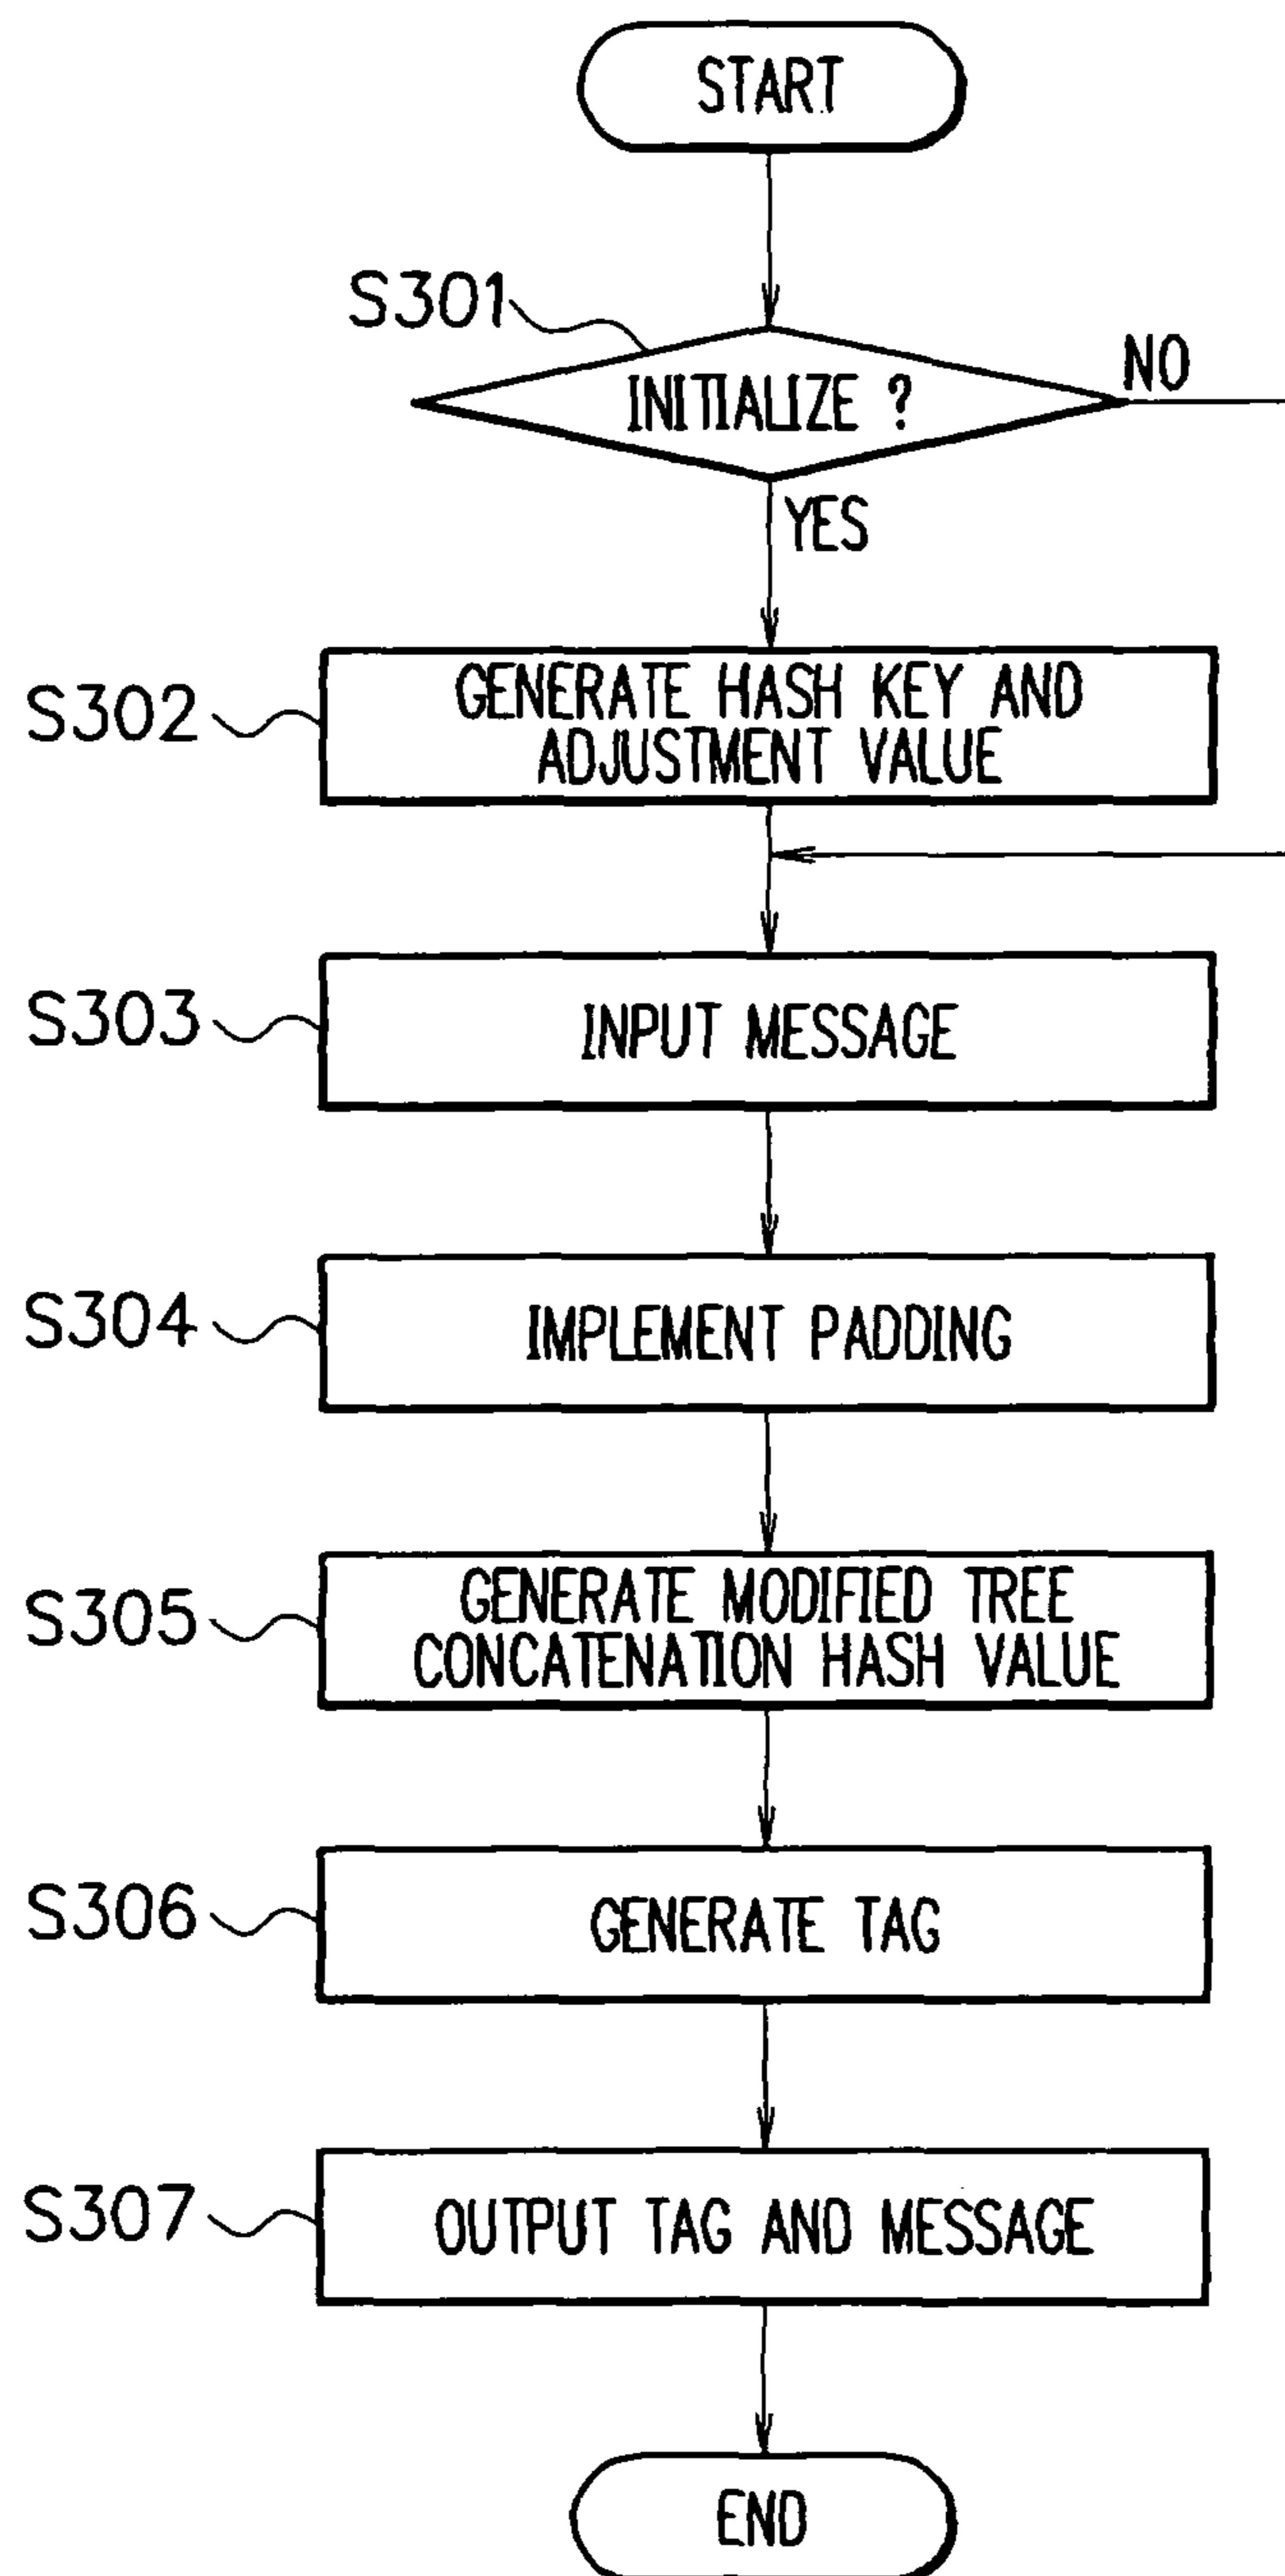 START
S301
INITIALIZE ?
NO
YES
S302
GENERATE HASH KEY AND
ADJUSTMENT VALUE
S303
INPUT MESSAGE
S304
IMPLEMENT PADDING
S305
GENERATE MODIFIED TREE
CONCATENATION HASH VALUE
S306
GENERATE TAG
S307
OUTPUT TAG AND MESSAGE
END